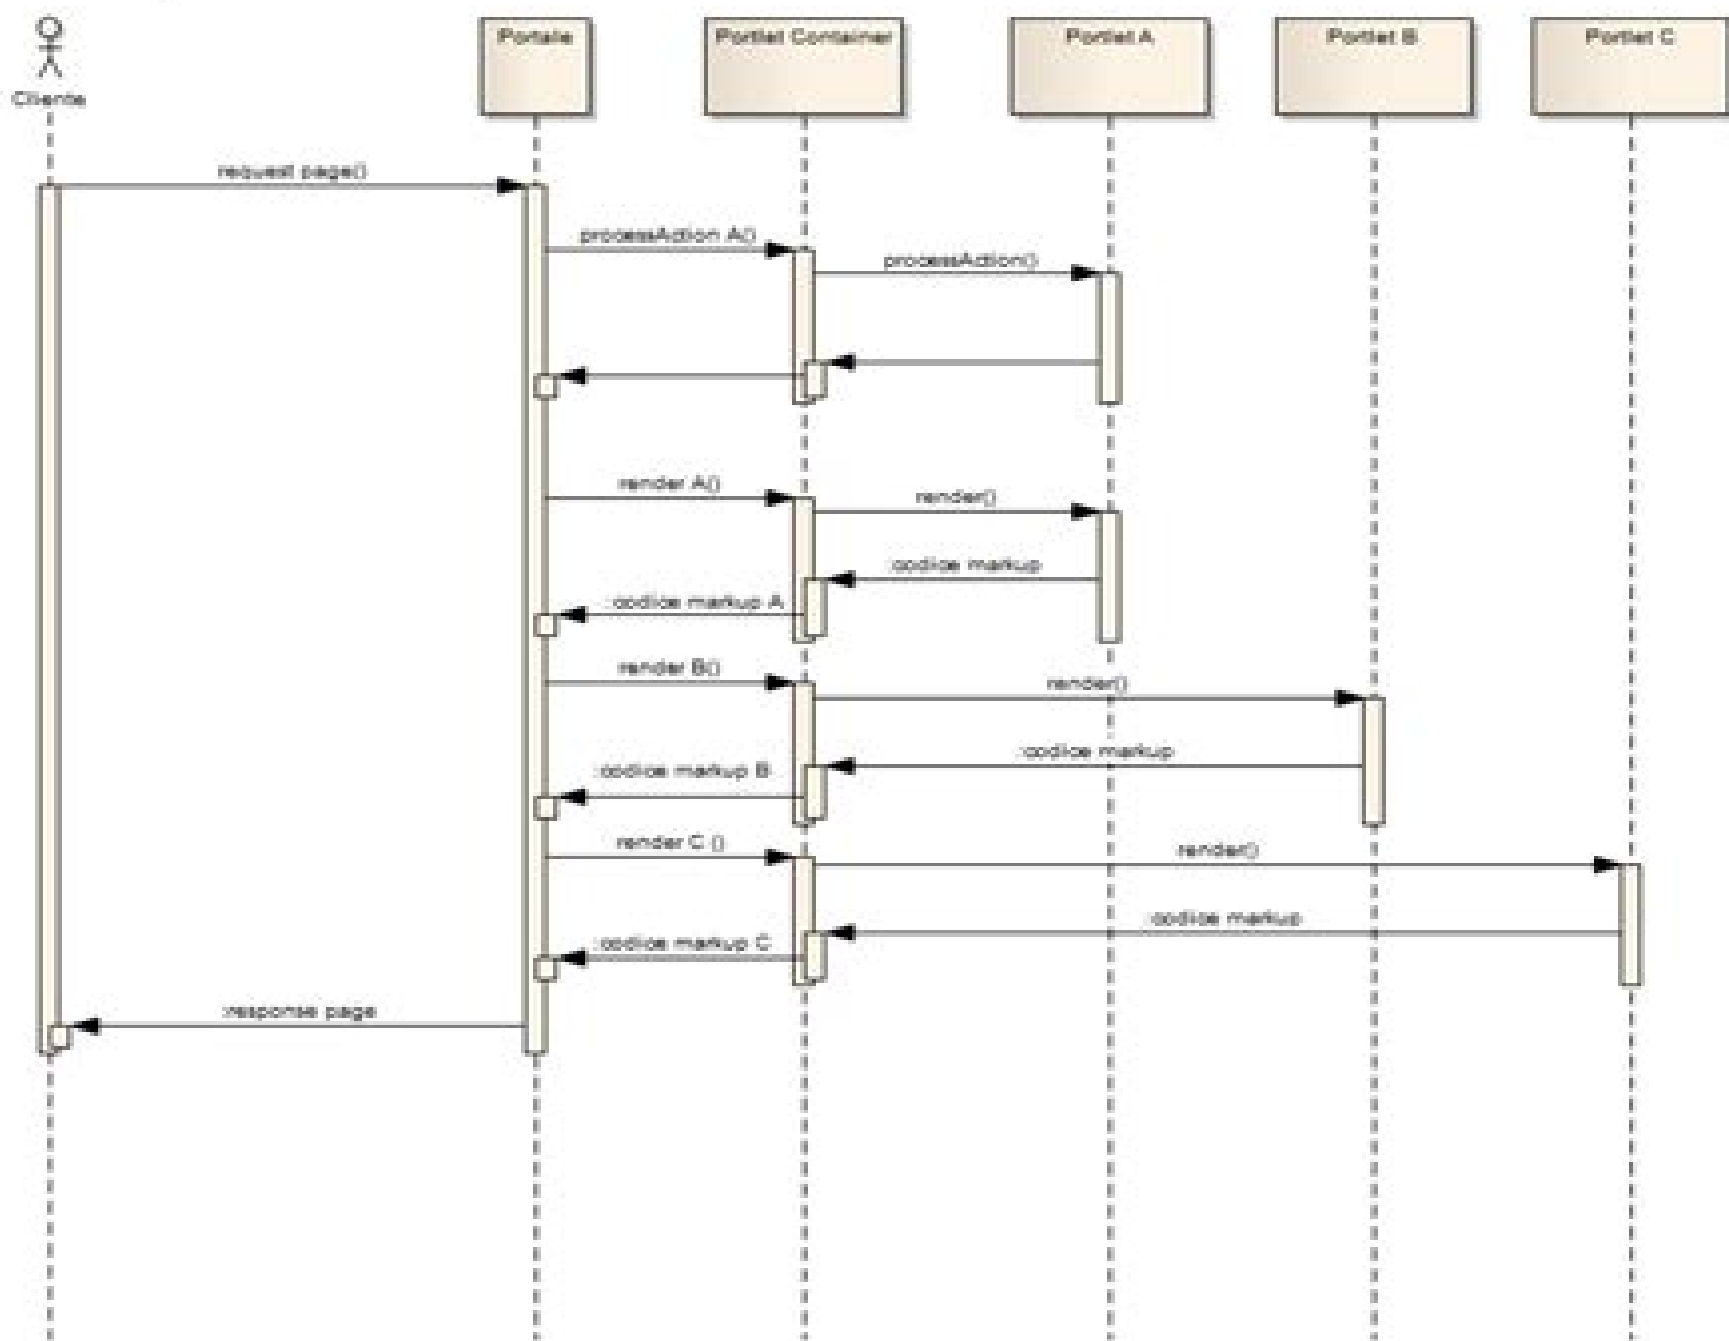 Cliente
Portale
Portlet Container
Portlet A
Portlet B
Portlet C
request page()
processAction A()
processAction()
render A()
render()
:codice markup
:codice markup A
render B()
render()
:codice markup
:codice markup B
render C ()
render()
:codice markup
:codice markup C
:response page